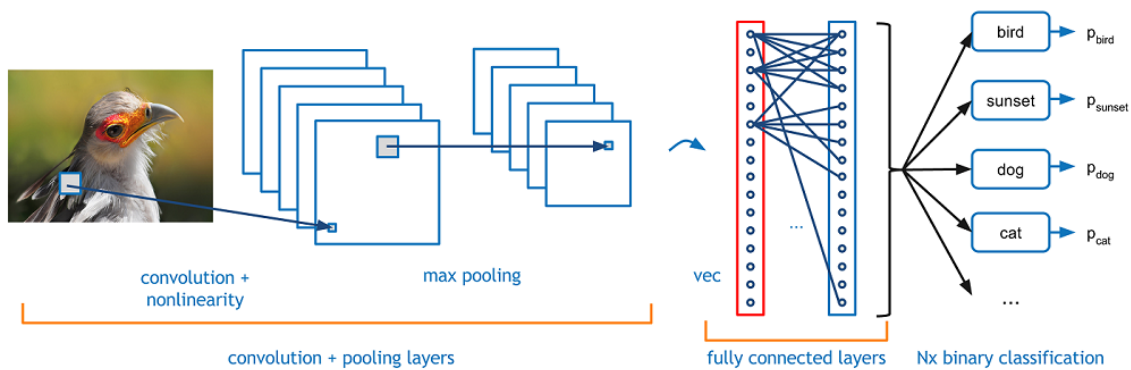 convolution +
nonlinearity
max pooling
vec
convolution + pooling layers
fully connected layers
Nx binary classification
...
bird
p_bird
sunset
p_sunset
dog
p_dog
cat
p_cat
...